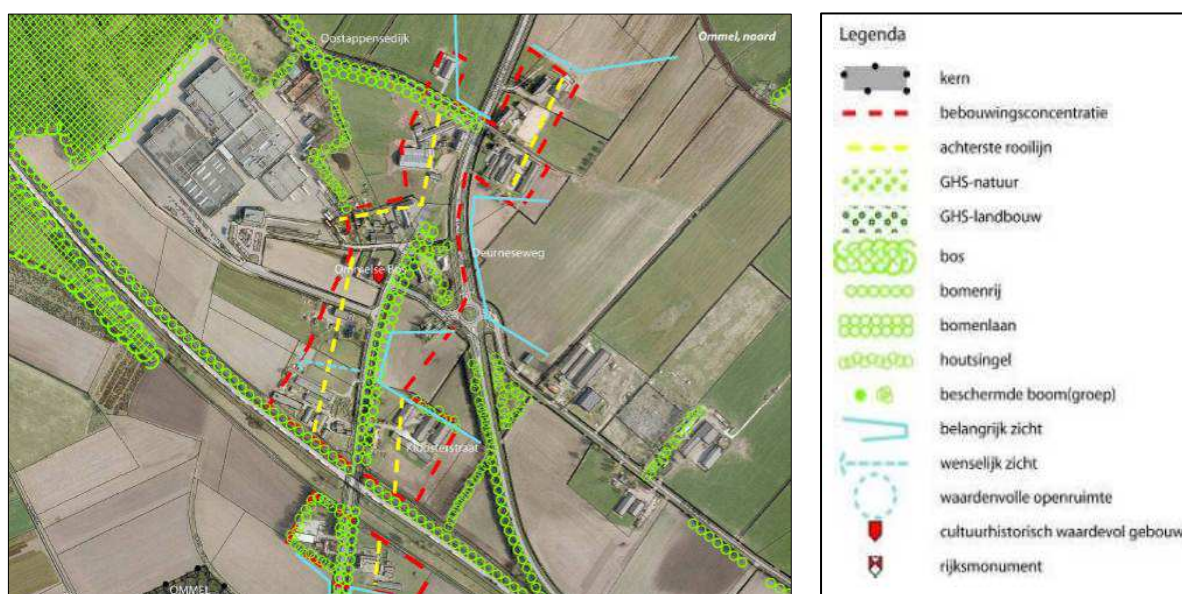 Oostappensedijk
Ommel, noord
Deurneseweg
Ommelse Bos
Kloosterstraat
OMMEL
Legenda
kern
bebouwingsconcentratie
achterste rooilijn
GHS-natuur
GHS-landbouw
bos
bomenrij
bomenlaan
houtsingel
beschermde boom(groep)
belangrijk zicht
wenselijk zicht
waardenvolle openruimte
cultuurhistorisch waardevol gebouw
rijksmonument